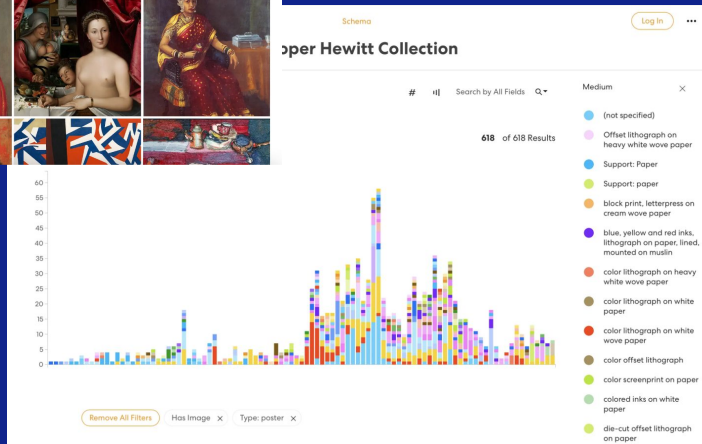 Schema
Log In
oper Hewitt Collection
# Search by All Fields
618 of 618 Results
60
55
50
45
40
35
30
25
20
15
10
5
0
Remove All Filters Has Image × Type: poster ×
Medium ×
(not specified)
Offset lithograph on
heavy white wove paper
Support: Paper
Support: paper
block print, letterpress on
cream wove paper
blue, yellow and red inks,
lithograph on paper, lined,
mounted on muslin
color lithograph on heavy
white wove paper
color lithograph on white
paper
color lithograph on white
wove paper
color offset lithograph
color screenprint on paper
colored inks on white
paper
die-cut offset lithograph
on paper